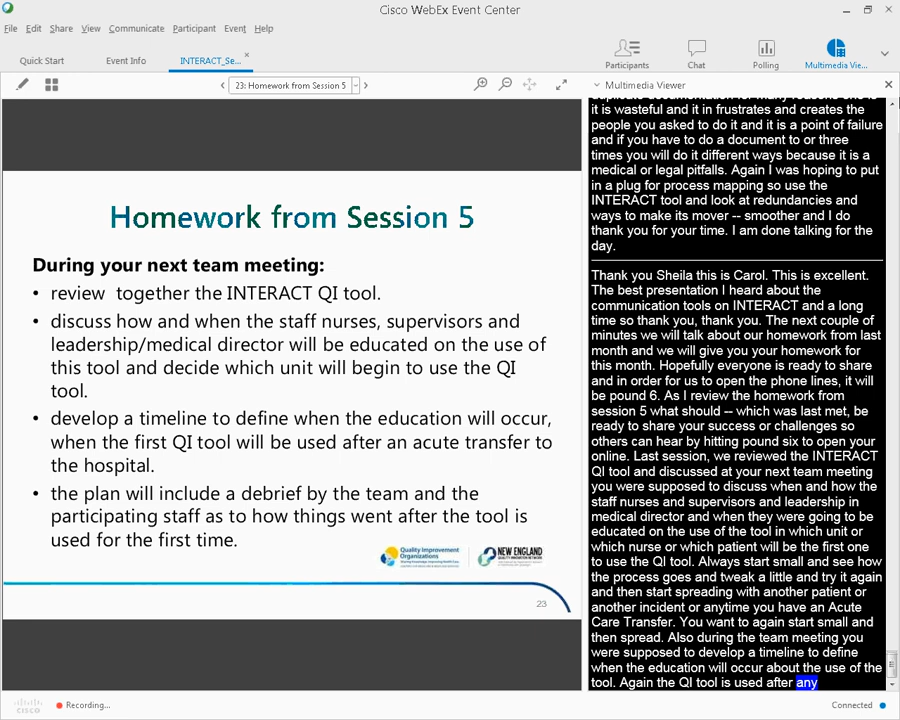 Cisco WebEx Event Center
File Edit Share View Communicate Participant Event Help
Quick Start Event Info INTERACT_Se...
Participants Chat Polling Multimedia Vie...
23: Homework from Session 5
Multimedia Viewer
Homework from Session 5
During your next team meeting:
• review together the INTERACT QI tool.
• discuss how and when the staff nurses, supervisors and
leadership/medical director will be educated on the use of
this tool and decide which unit will begin to use the QI
tool.
• develop a timeline to define when the education will occur,
when the first QI tool will be used after an acute transfer to
the hospital.
• the plan will include a debrief by the team and the
participating staff as to how things went after the tool is
used for the first time.
Quality Improvement
Organizations
NEW ENGLAND
23
it is wasteful and it in frustrates and creates the
people you asked to do it and it is a point of failure
and if you have to do a document to or three
times you will do it different ways because it is a
medical or legal pitfalls. Again I was hoping to put
in a plug for process mapping so use the
INTERACT tool and look at redundancies and
ways to make its mover -- smoother and I do
thank you for your time. I am done talking for the
day.
Thank you Sheila this is Carol. This is excellent.
The best presentation I heard about the
communication tools on INTERACT and a long
time so thank you, thank you. The next couple of
minutes we will talk about our homework from last
month and we will give you your homework for
this month. Hopefully everyone is ready to share
and in order for us to open the phone lines, it will
be pound 6. As I review the homework from
session 5 what should -- which was last met, be
ready to share your success or challenges so
others can hear by hitting pound six to open your
online. Last session, we reviewed the INTERACT
QI tool and discussed at your next team meeting
you were supposed to discuss when and how the
staff nurses and supervisors and leadership in
medical director and when they were going to be
educated on the use of the tool in which unit or
which nurse or which patient will be the first one
to use the QI tool. Always start small and see how
the process goes and tweak a little and try it again
and then start spreading with another patient or
another incident or anytime you have an Acute
Care Transfer. You want to again start small and
then spread. Also during the team meeting you
were supposed to develop a timeline to define
when the education will occur about the use of the
tool. Again the QI tool is used after any
cisco
Recording...
Connected